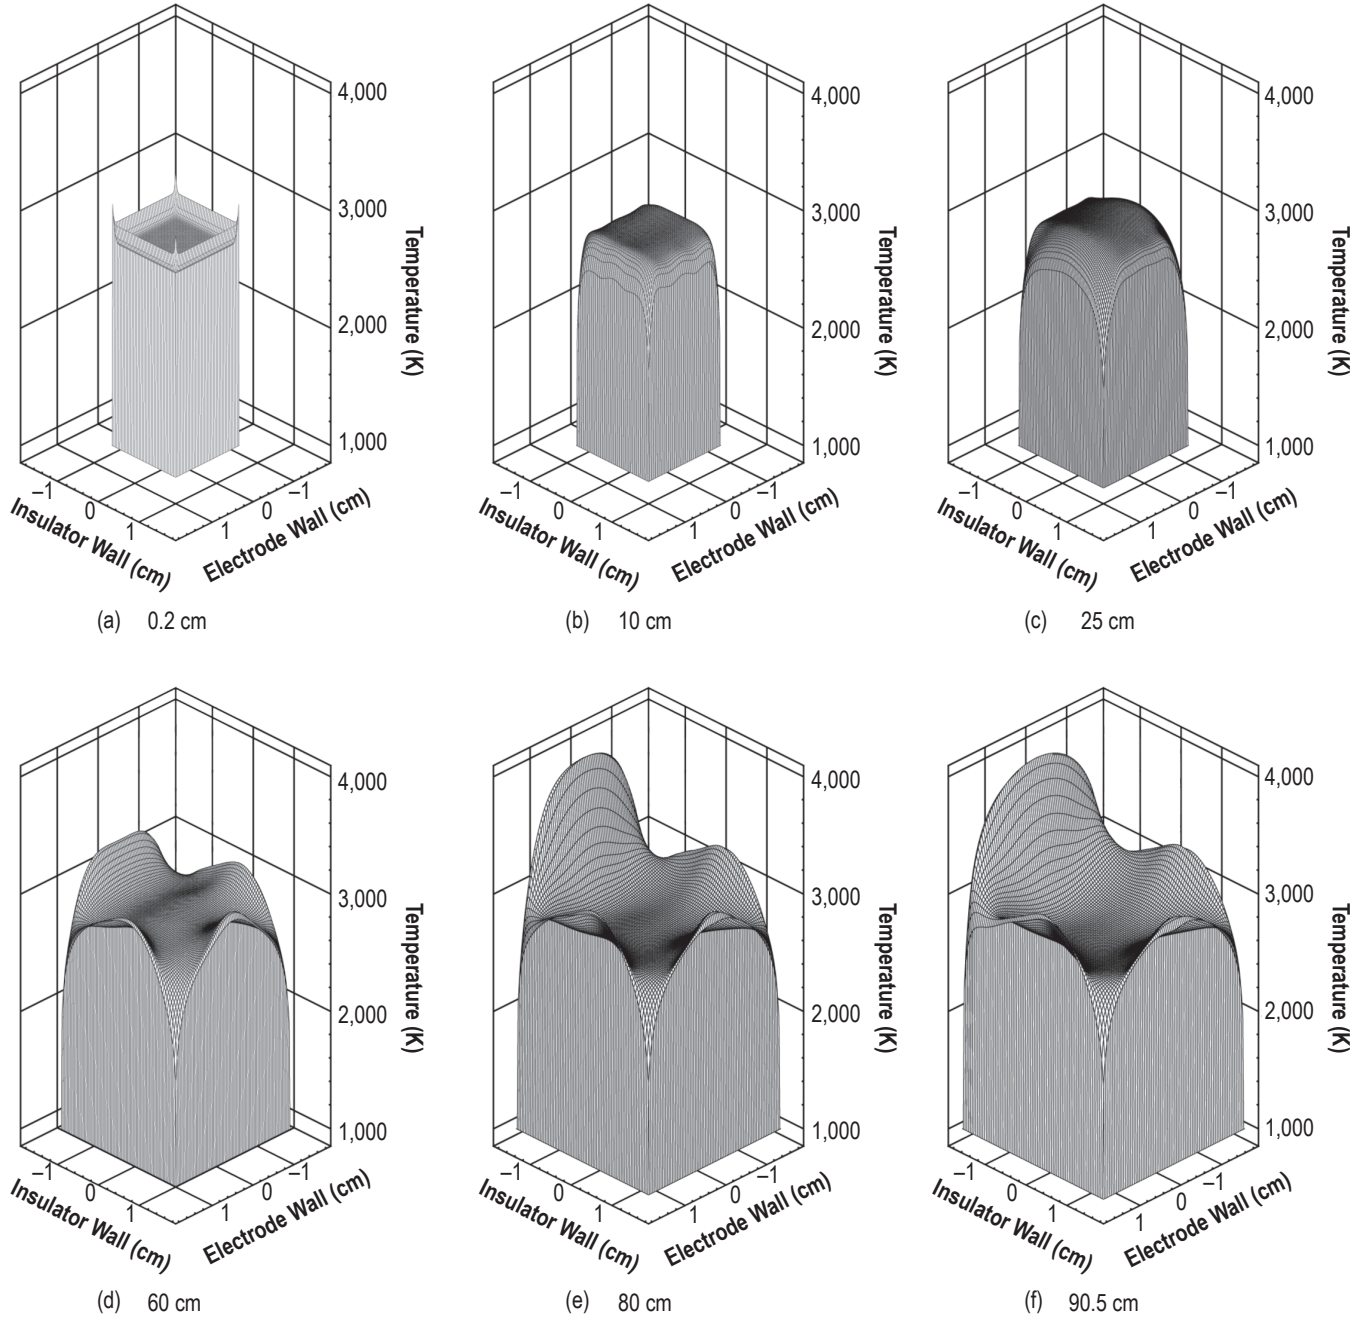 4,000
3,000
2,000
1,000
Temperature (K)
–1
0
1
Insulator Wall (cm)
–1
0
1
Electrode Wall (cm)
(a) 0.2 cm
4,000
3,000
2,000
1,000
Temperature (K)
–1
0
1
Insulator Wall (cm)
–1
0
1
Electrode Wall (cm)
(b) 10 cm
4,000
3,000
2,000
1,000
Temperature (K)
–1
0
1
Insulator Wall (cm)
–1
0
1
Electrode Wall (cm)
(c) 25 cm
4,000
3,000
2,000
1,000
Temperature (K)
–1
0
1
Insulator Wall (cm)
–1
0
1
Electrode Wall (cm)
(d) 60 cm
4,000
3,000
2,000
1,000
Temperature (K)
–1
0
1
Insulator Wall (cm)
–1
0
1
Electrode Wall (cm)
(e) 80 cm
4,000
3,000
2,000
1,000
Temperature (K)
–1
0
1
Insulator Wall (cm)
–1
0
1
Electrode Wall (cm)
(f) 90.5 cm